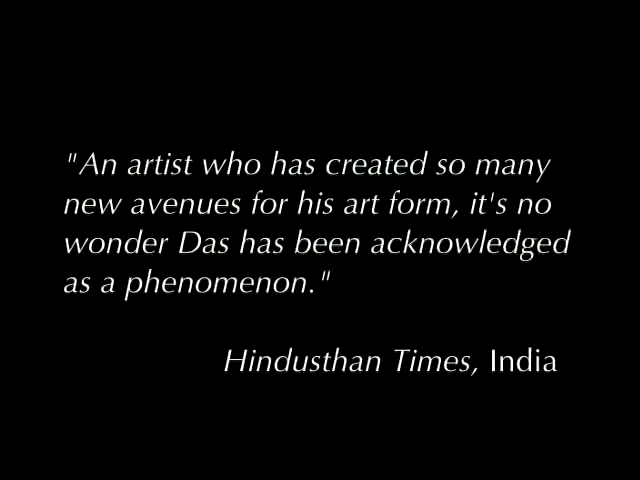 "An artist who has created so many
new avenues for his art form, it's no
wonder Das has been acknowledged
as a phenomenon."
Hindusthan Times, India